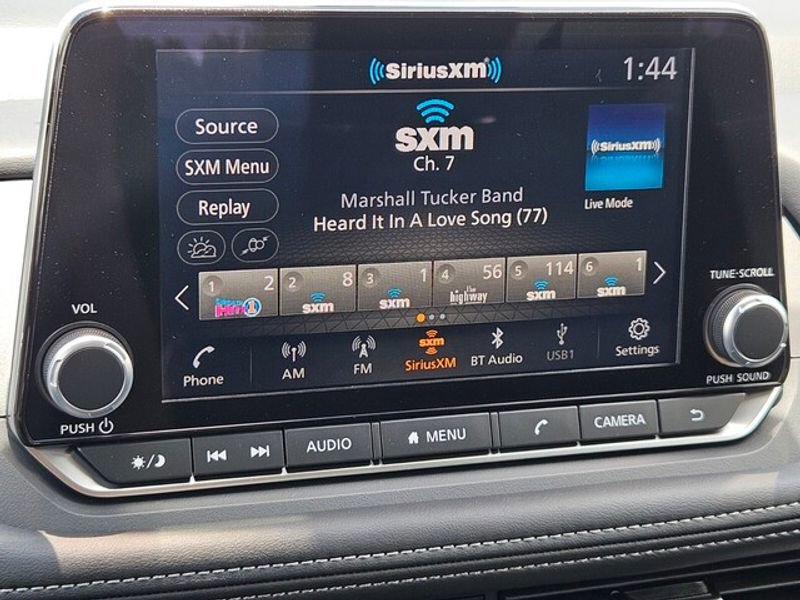 SiriusXM
1:44
Source
sxm
SXM Menu
Ch. 7
SiriusXM
Replay
Marshall Tucker Band
Heard It In A Love Song (77)
Live Mode
1 2
2 8 sxm
3 1 sxm
4 56 the highway
5 114 sxm
6 1 sxm
VOL
TUNE·SCROLL
Phone
AM
FM
sxm
SiriusXM
BT Audio
USB1
Settings
PUSH
PUSH SOUND
AUDIO
MENU
CAMERA